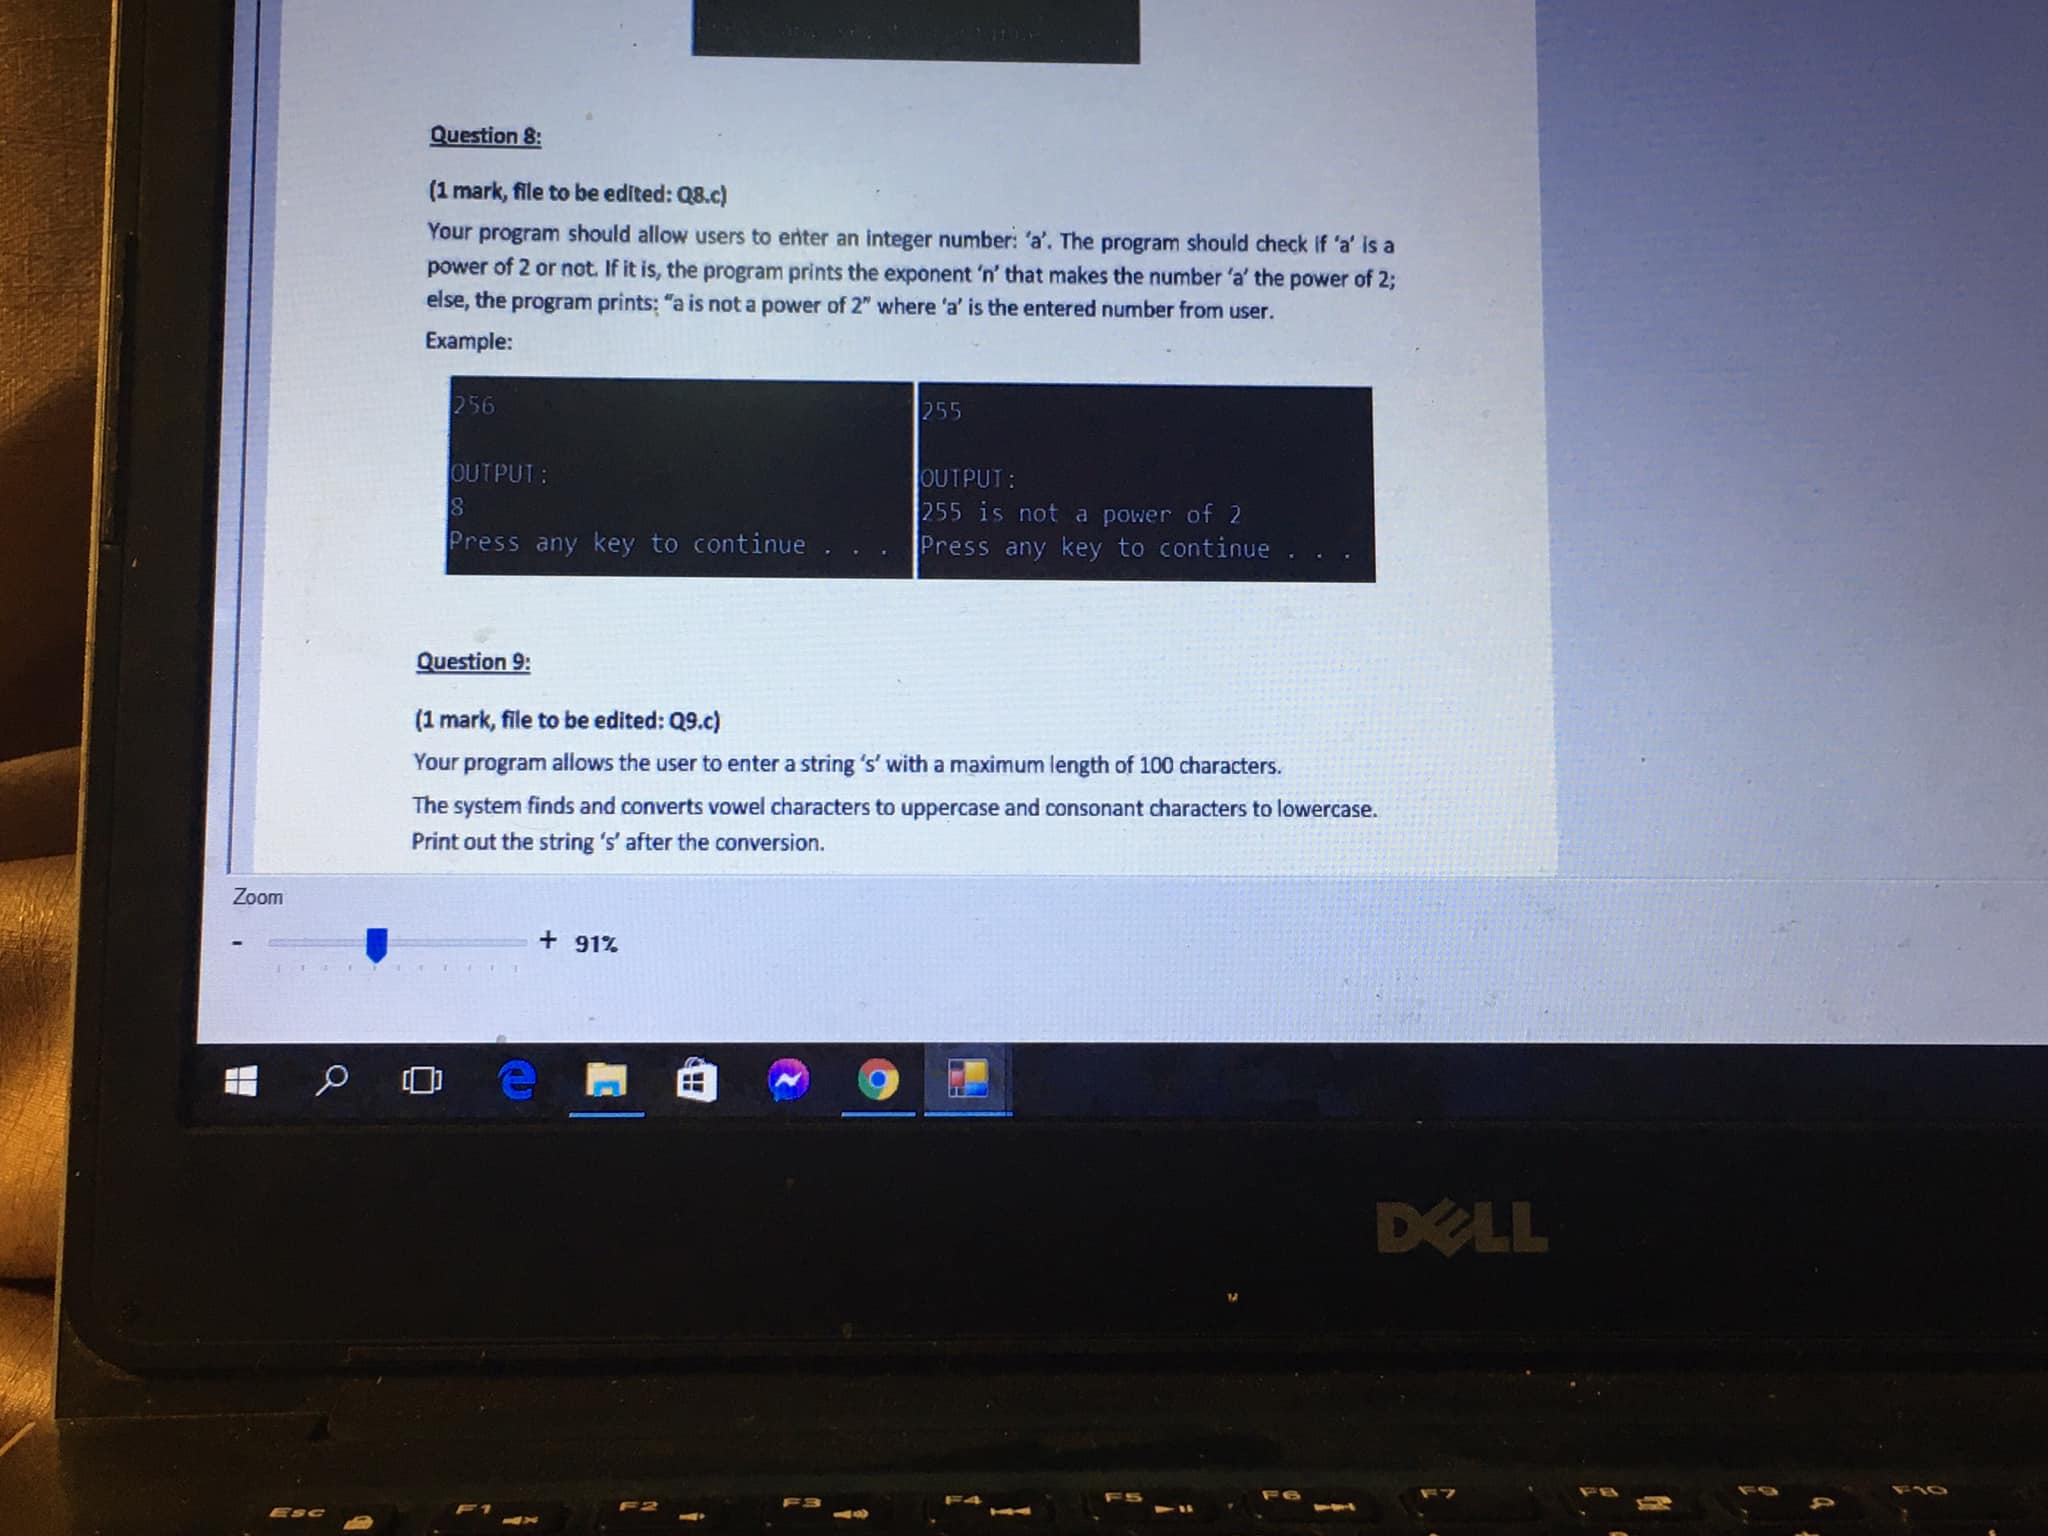 Question 8:
(1 mark, file to be edited: Q8.c)
Your program should allow users to enter an integer number: 'a'. The program should check if 'a' is a
power of 2 or not. If it is, the program prints the exponent 'n' that makes the number 'a' the power of 2;
else, the program prints: "a is not a power of 2" where 'a' is the entered number from user.
Example:
256
OUTPUT:
8
Press any key to continue . . .
255
OUTPUT:
255 is not a power of 2
Press any key to continue . . .
Question 9:
(1 mark, file to be edited: Q9.c)
Your program allows the user to enter a string 's' with a maximum length of 100 characters.
The system finds and converts vowel characters to uppercase and consonant characters to lowercase.
Print out the string 's' after the conversion.
Zoom
- + 91%
DELL
Esc F1 F2 F3 F4 F5 F6 F7 F8 F9 F10